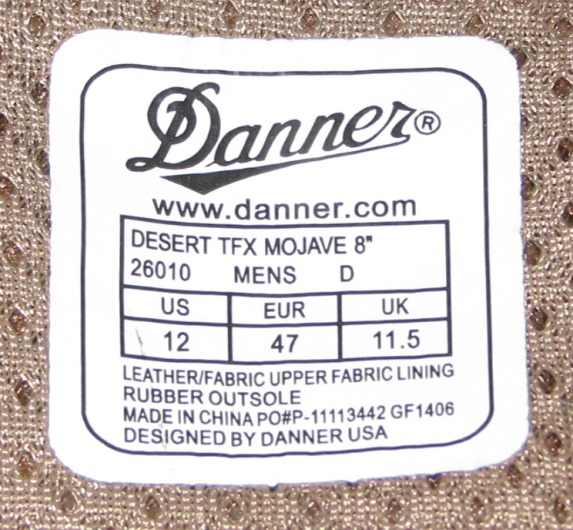 Danner®
www.danner.com
DESERT TFX MOJAVE 8"
26010 MENS D
US EUR UK
12 47 11.5
LEATHER/FABRIC UPPER FABRIC LINING
RUBBER OUTSOLE
MADE IN CHINA PO#P-11113442 GF1406
DESIGNED BY DANNER USA